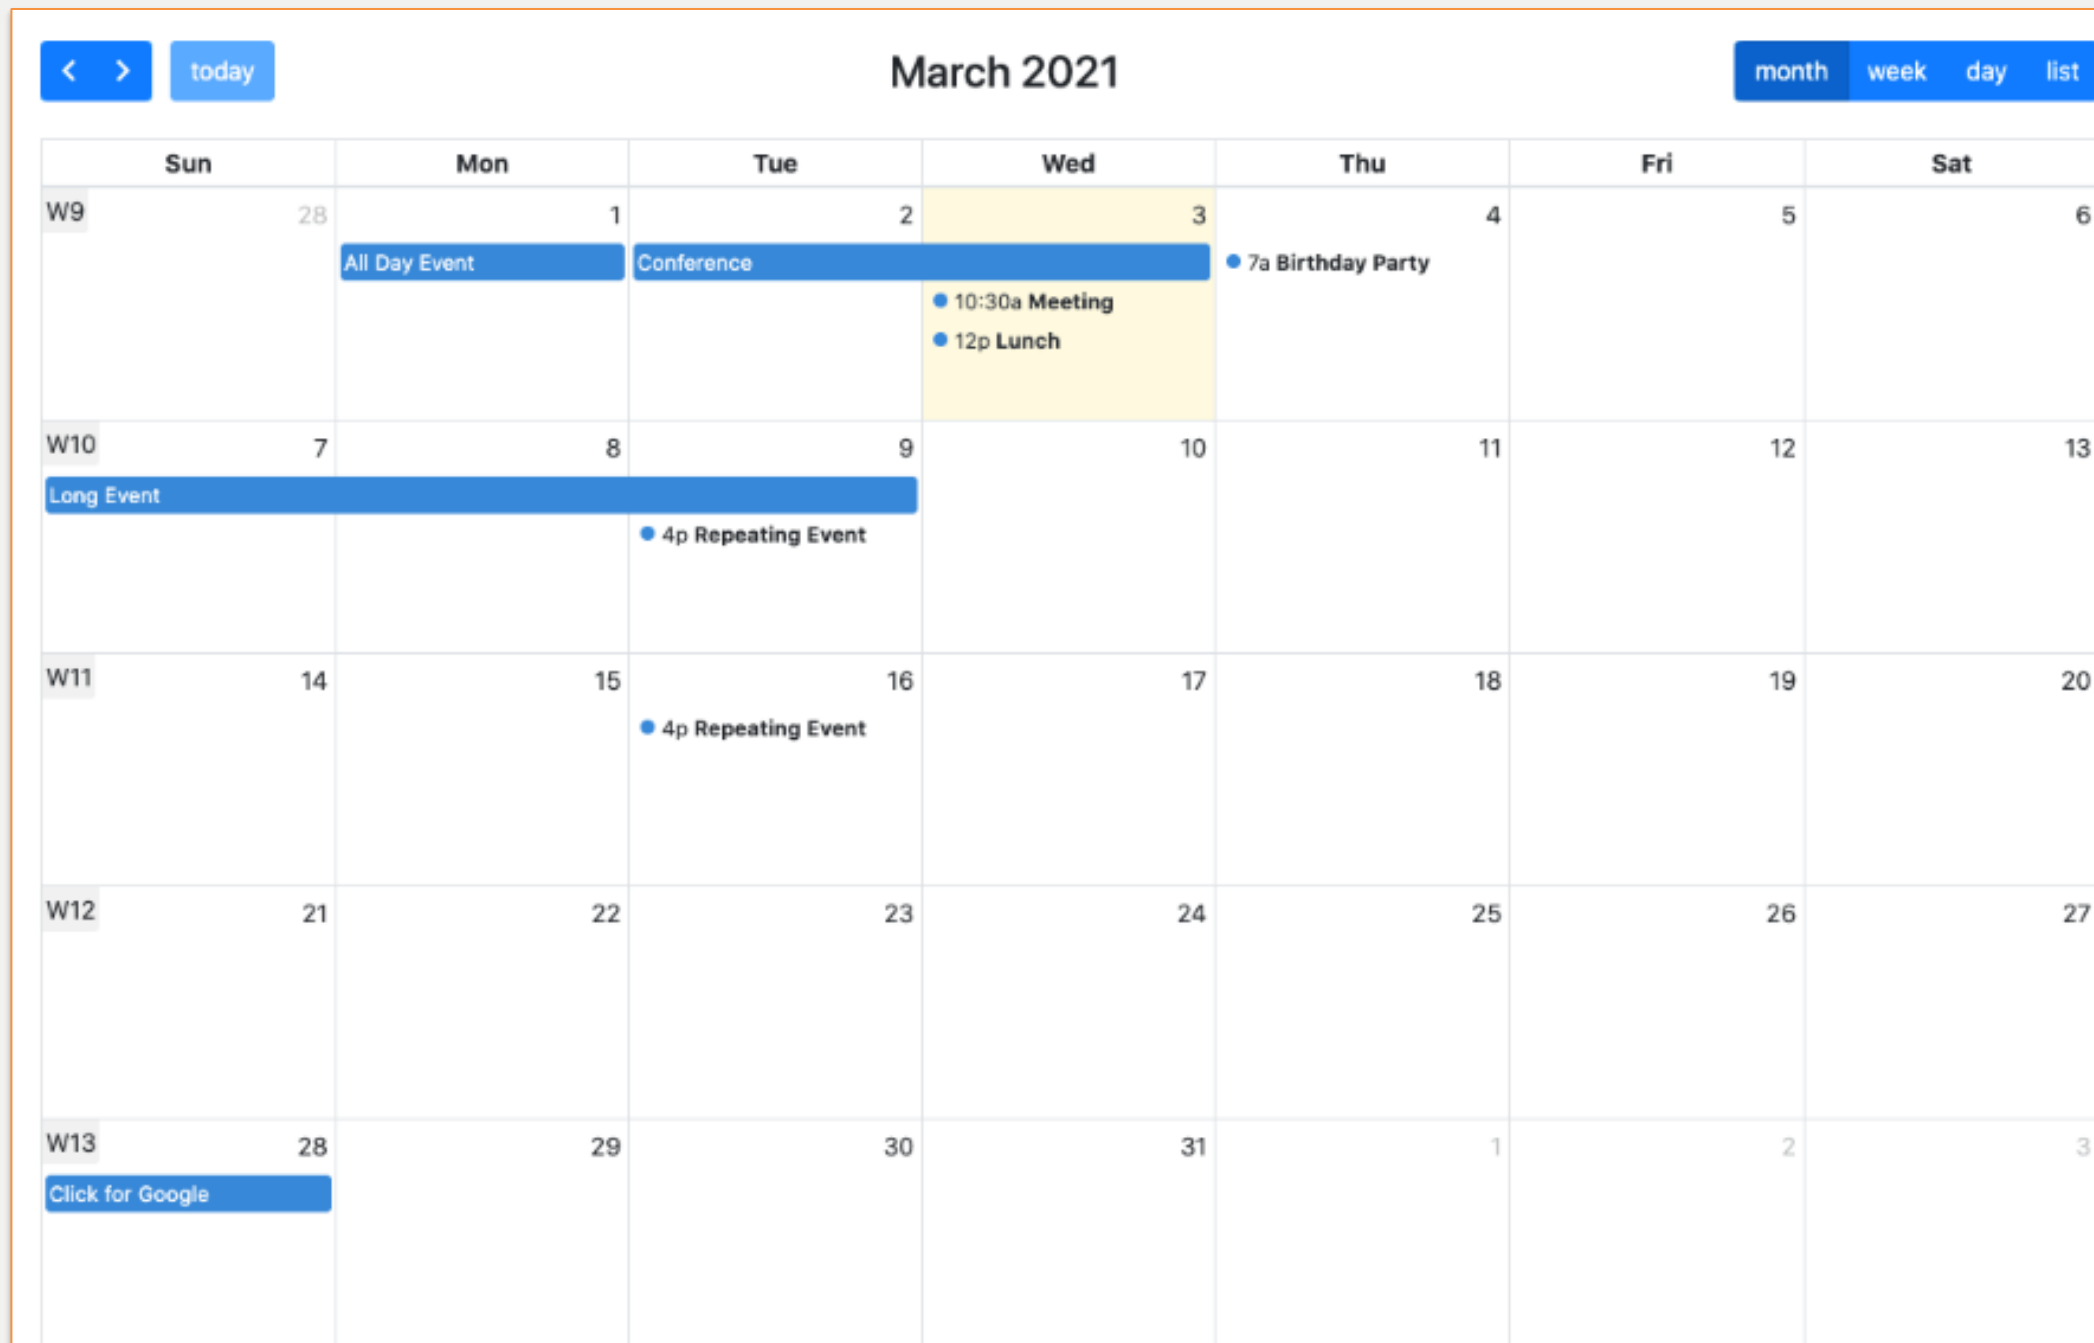 today
March 2021
month week day list
Sun Mon Tue Wed Thu Fri Sat
W9 28 1 2 3 4 5 6
All Day Event Conference 7a Birthday Party
10:30a Meeting
12p Lunch
W10 7 8 9 10 11 12 13
Long Event
4p Repeating Event
W11 14 15 16 17 18 19 20
4p Repeating Event
W12 21 22 23 24 25 26 27
W13 28 29 30 31 1 2 3
Click for Google